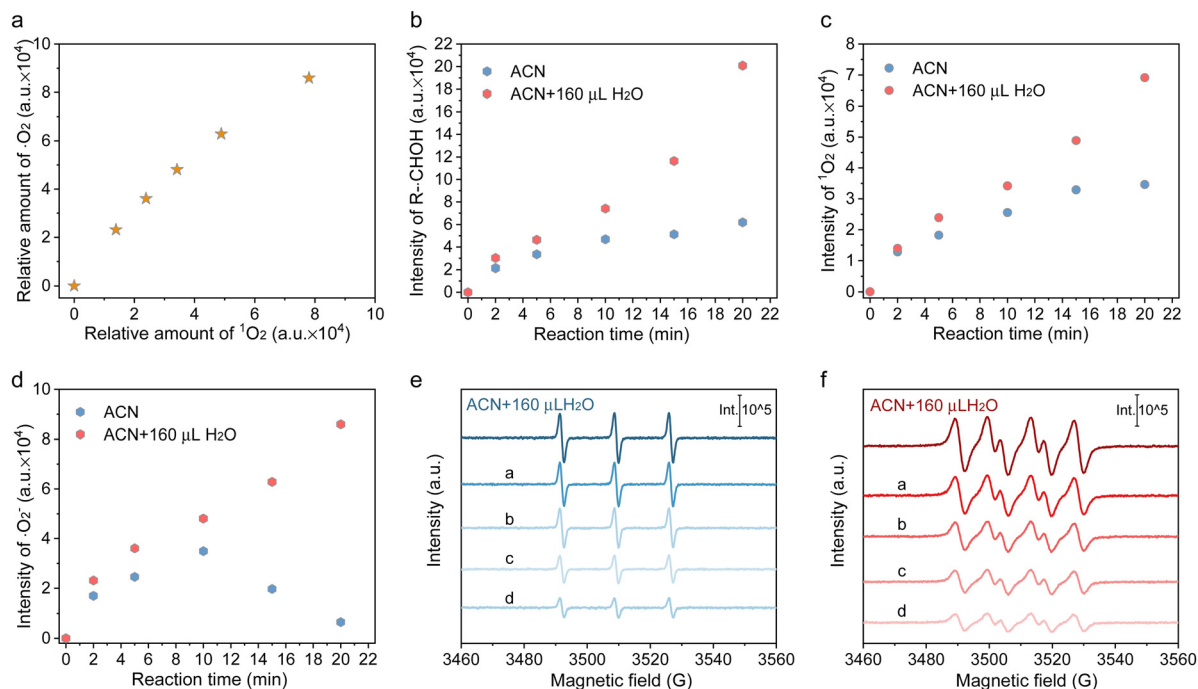 a
Relative amount of ·O₂ (a.u.×10⁴)
10
8
6
4
2
0
0 2 4 6 8 10
Relative amount of ¹O₂ (a.u.×10⁴)
b
Intensity of R-·CHOH (a.u.×10⁴)
22
20
18
16
14
12
10
8
6
4
2
0
ACN
ACN+160 μL H₂O
0 2 4 6 8 10 12 14 16 18 20 22
Reaction time (min)
c
Intensity of ¹O₂ (a.u.×10⁴)
8
7
6
5
4
3
2
1
0
ACN
ACN+160 μL H₂O
0 2 4 6 8 10 12 14 16 18 20 22
Reaction time (min)
d
Intensity of ·O₂⁻ (a.u.×10⁴)
10
8
6
4
2
0
ACN
ACN+160 μL H₂O
0 2 4 6 8 10 12 14 16 18 20 22
Reaction time (min)
e
Intensity (a.u.)
ACN+160 μLH₂O
Int. 10^5
a
b
c
d
3460 3480 3500 3520 3540 3560
Magnetic field (G)
f
Intensity (a.u.)
ACN+160 μLH₂O
Int. 10^5
a
b
c
d
3460 3480 3500 3520 3540 3560
Magnetic field (G)